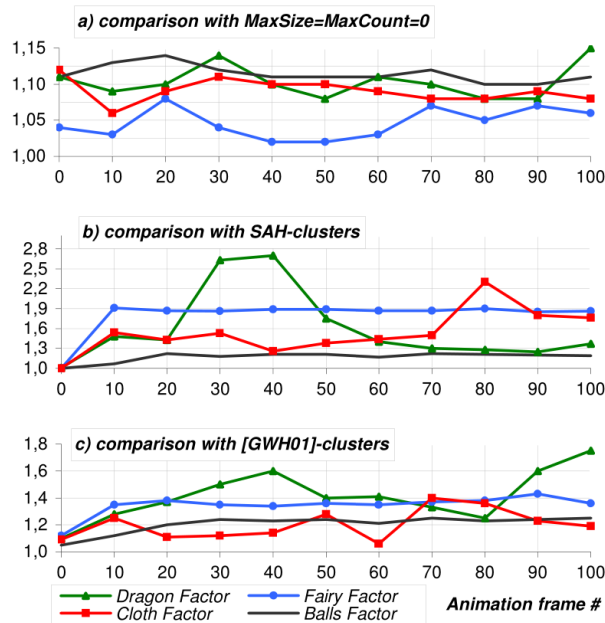 a) comparison with MaxSize=MaxCount=0
1,15
1,10
1,05
1,00
0 10 20 30 40 50 60 70 80 90 100
b) comparison with SAH-clusters
2,8
2,5
2,2
1,9
1,6
1,3
1,0
0 10 20 30 40 50 60 70 80 90 100
c) comparison with [GWH01]-clusters
1,8
1,6
1,4
1,2
1,0
0 10 20 30 40 50 60 70 80 90 100
Dragon Factor Fairy Factor
Cloth Factor Balls Factor
Animation frame #